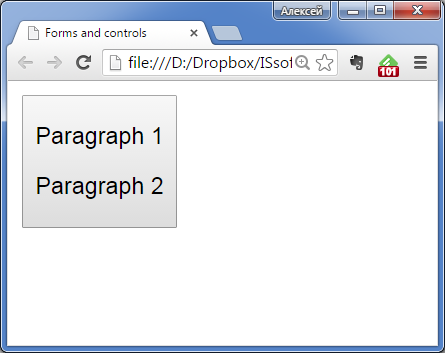 Алексей
Forms and controls
file:///D:/Dropbox/ISsof
101
Paragraph 1
Paragraph 2